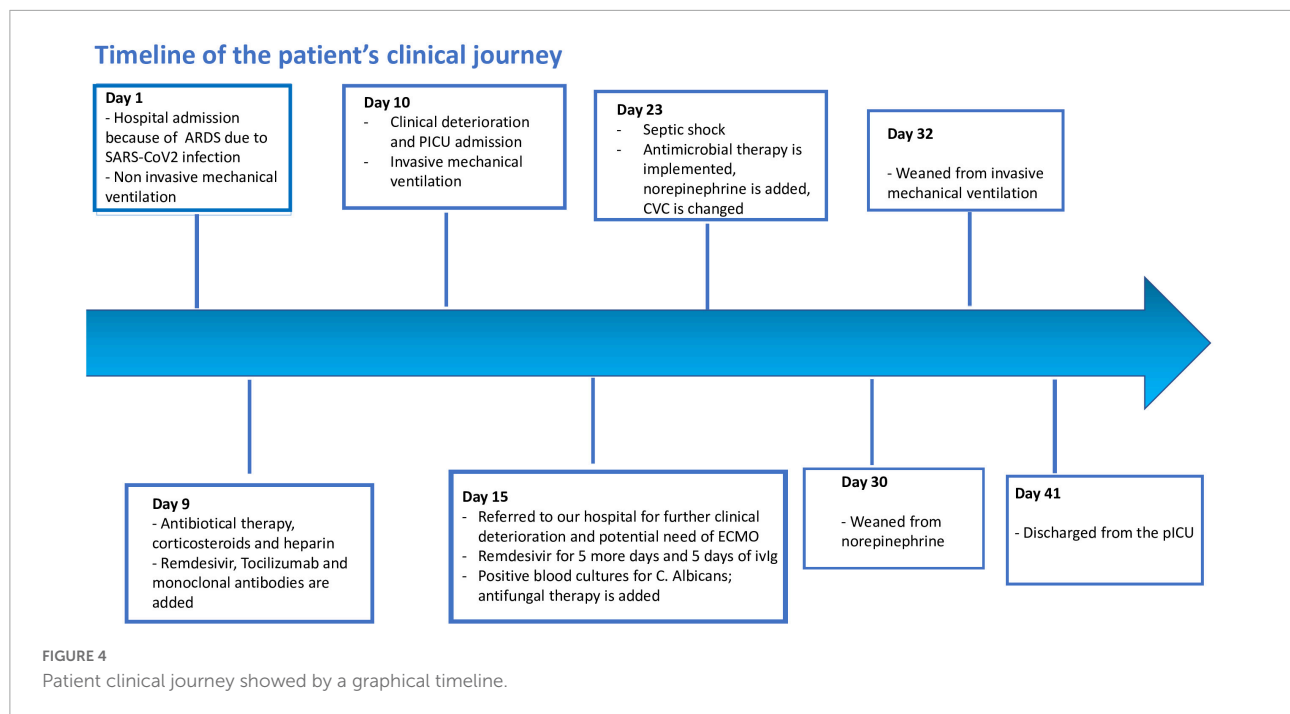 Timeline of the patient's clinical journey
Day 1
- Hospital admission
because of ARDS due to
SARS-CoV2 infection
- Non invasive mechanical
ventilation
Day 10
- Clinical deterioration
and PICU admission
- Invasive mechanical
ventilation
Day 23
- Septic shock
- Antimicrobial therapy is
implemented,
norepinephrine is added,
CVC is changed
Day 32
- Weaned from invasive
mechanical ventilation
Day 9
- Antibiotical therapy,
corticosteroids and heparin
- Remdesivir, Tocilizumab and
monoclonal antibodies are
added
Day 15
- Referred to our hospital for further clinical
deterioration and potential need of ECMO
- Remdesivir for 5 more days and 5 days of ivIg
- Positive blood cultures for C. Albicans;
antifungal therapy is added
Day 30
- Weaned from
norepinephrine
Day 41
- Discharged from the pICU
FIGURE 4
Patient clinical journey showed by a graphical timeline.